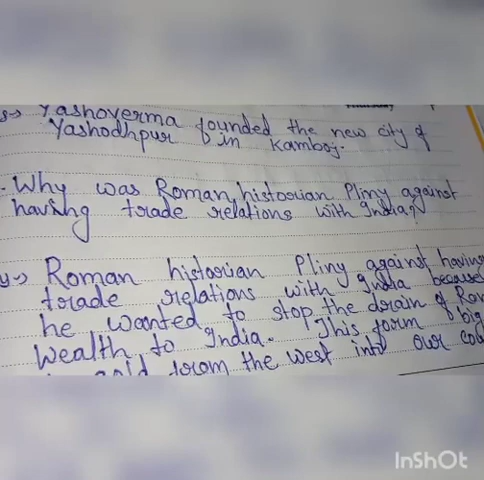 Yashoverma founded the new city of
Yashodhpur in Kamboj.
Why was Roman historian Pliny against
having trade relations with India?
Roman historian Pliny against having
trade relations with India because
he wanted to stop the drain of Ro
Wealth to India. This form big
from the west into our cou
InShOt